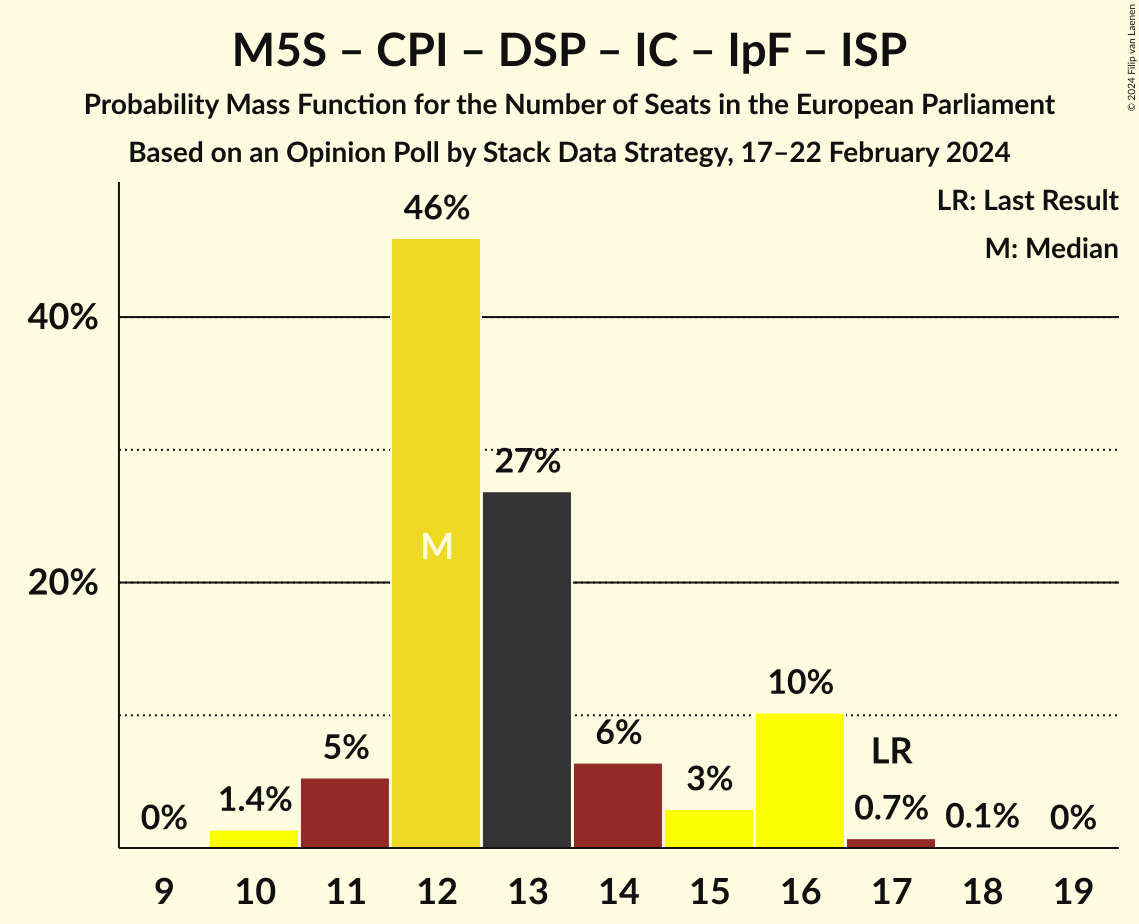 M5S – CPI – DSP – IC – IpF – ISP
Probability Mass Function for the Number of Seats in the European Parliament
Based on an Opinion Poll by Stack Data Strategy, 17–22 February 2024
© 2024 Filip van Laenen
LR: Last Result
M: Median
46%
40%
27%
M
20%
10%
6%
LR
5%
3%
1.4%
0.7%
0%
0.1%
0%
9 10 11 12 13 14 15 16 17 18 19